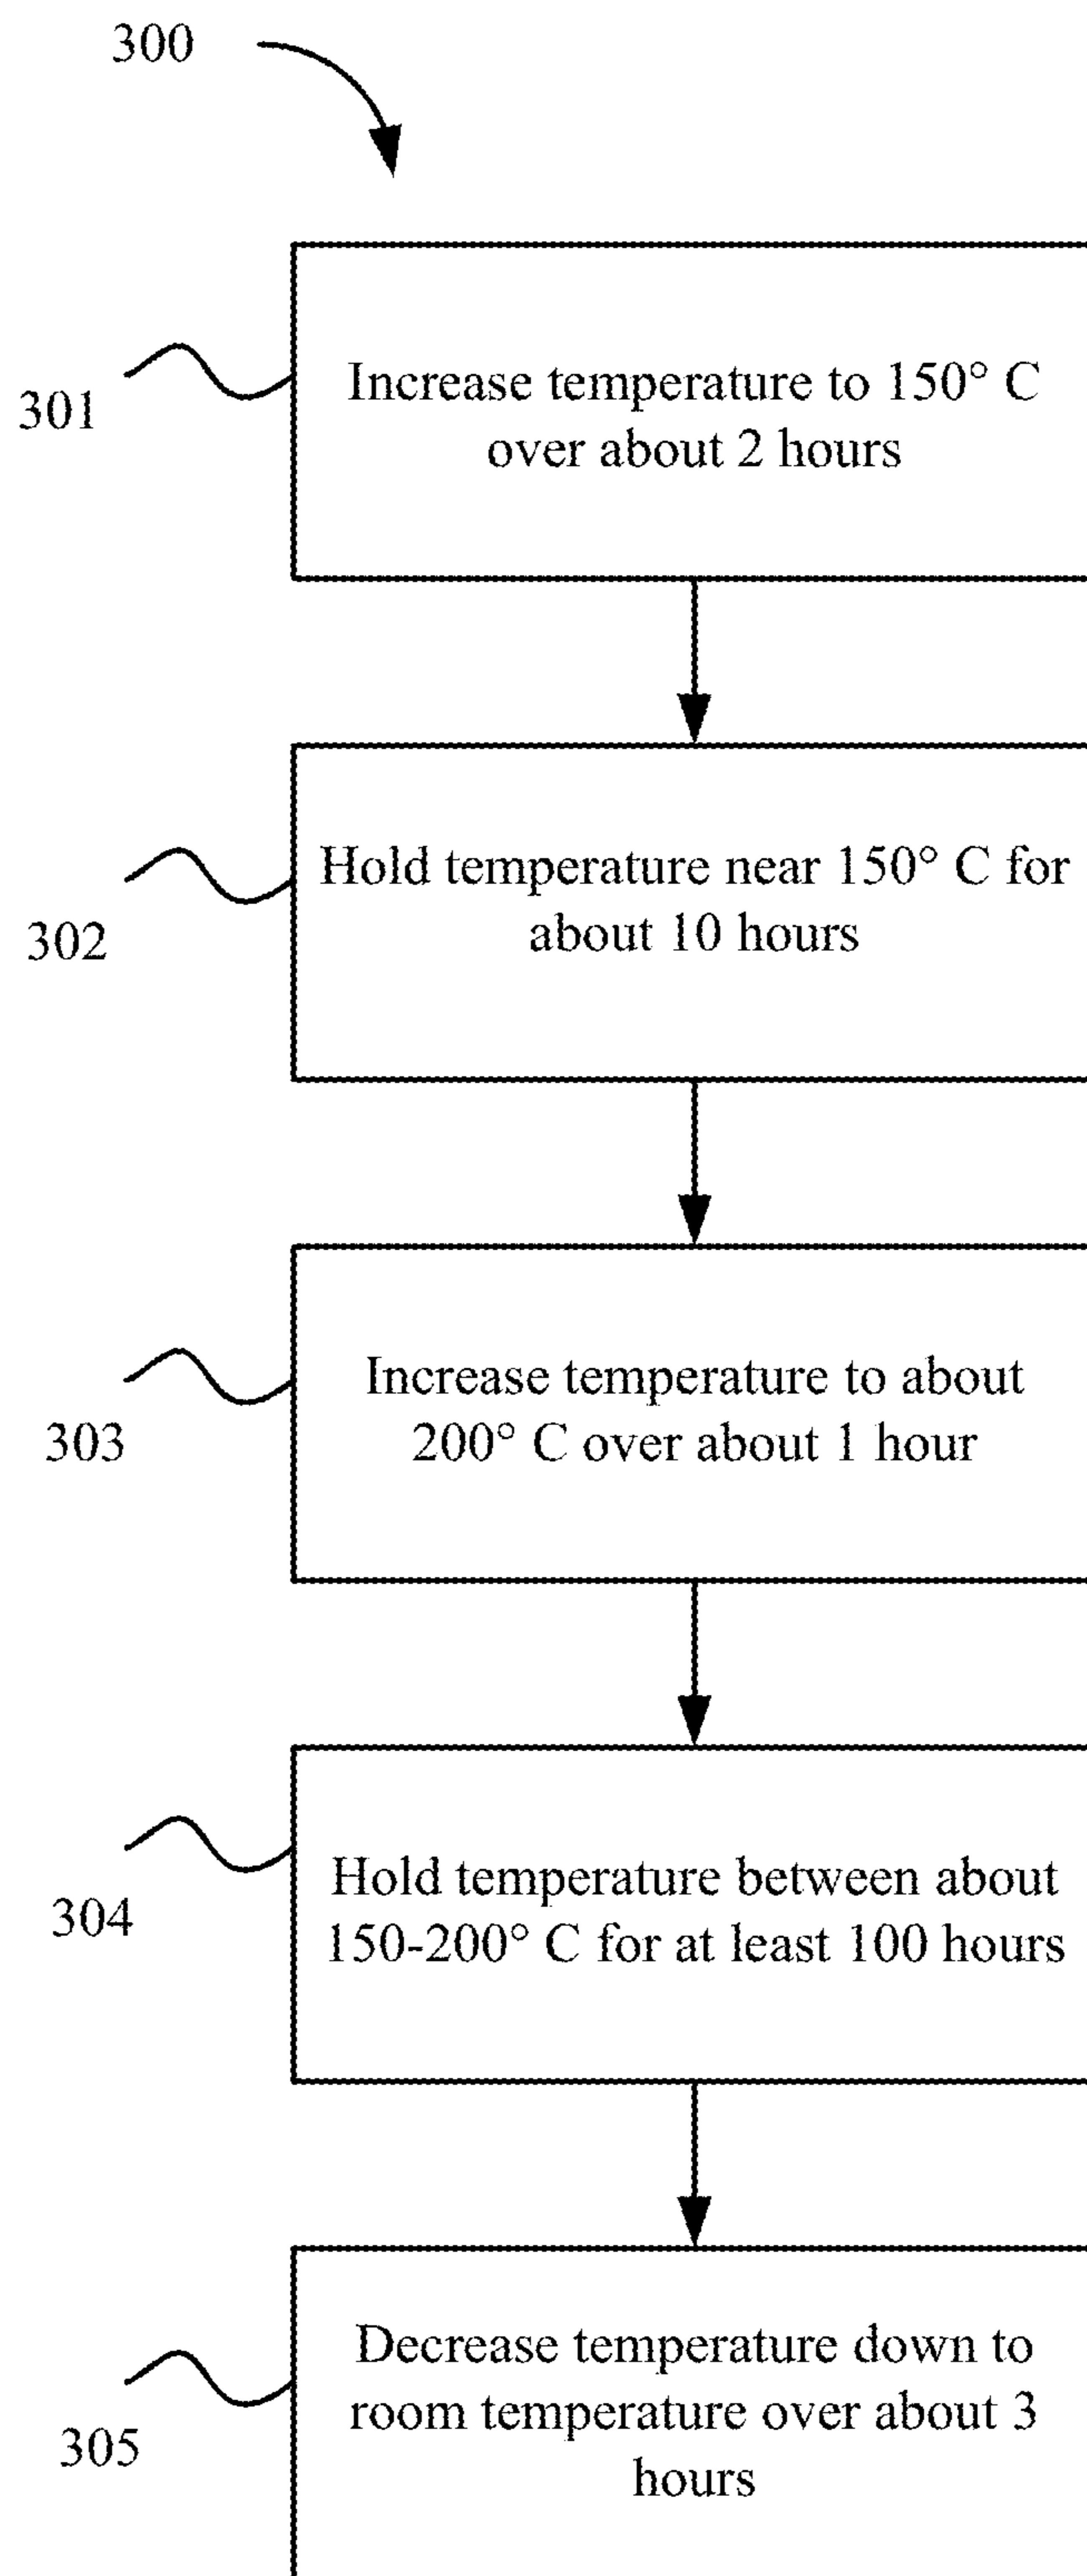 300
301
Increase temperature to 150° C
over about 2 hours
302
Hold temperature near 150° C for
about 10 hours
303
Increase temperature to about
200° C over about 1 hour
304
Hold temperature between about
150-200° C for at least 100 hours
305
Decrease temperature down to
room temperature over about 3
hours